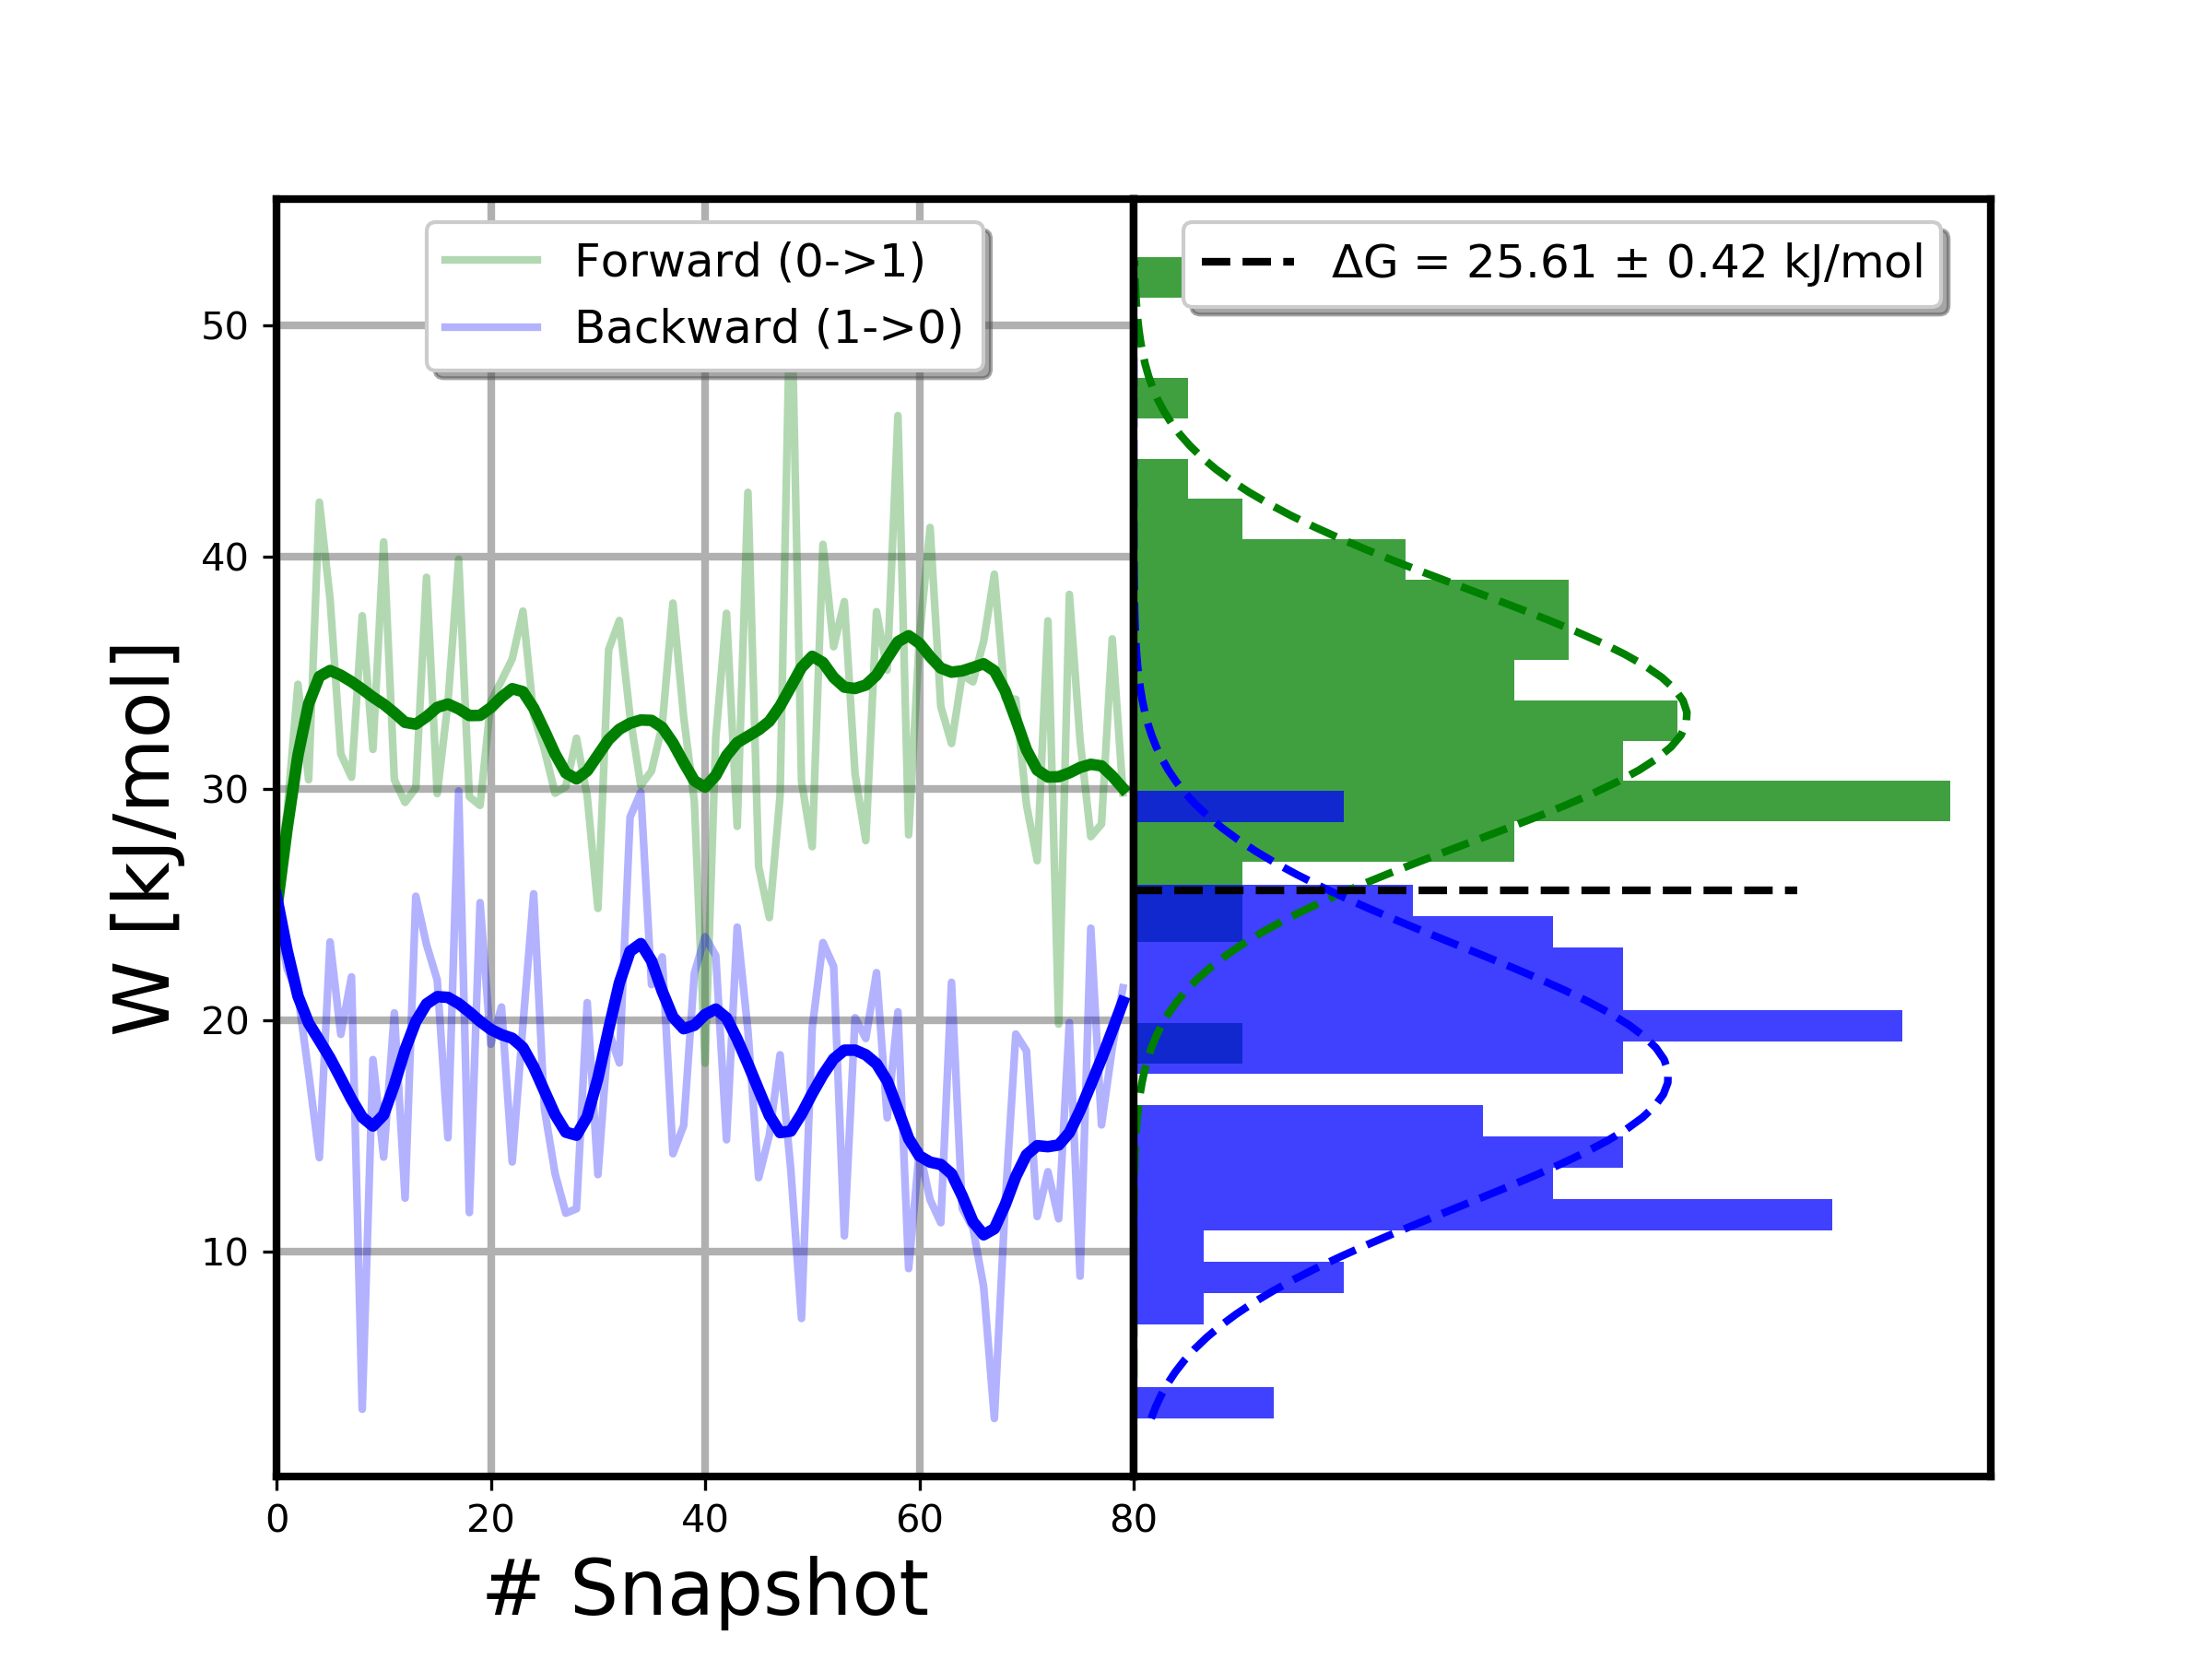 Forward (0->1)
Backward (1->0)
ΔG = 25.61 ± 0.42 kJ/mol
W [kJ/mol]
50
40
30
20
10
0
20
40
60
80
# Snapshot